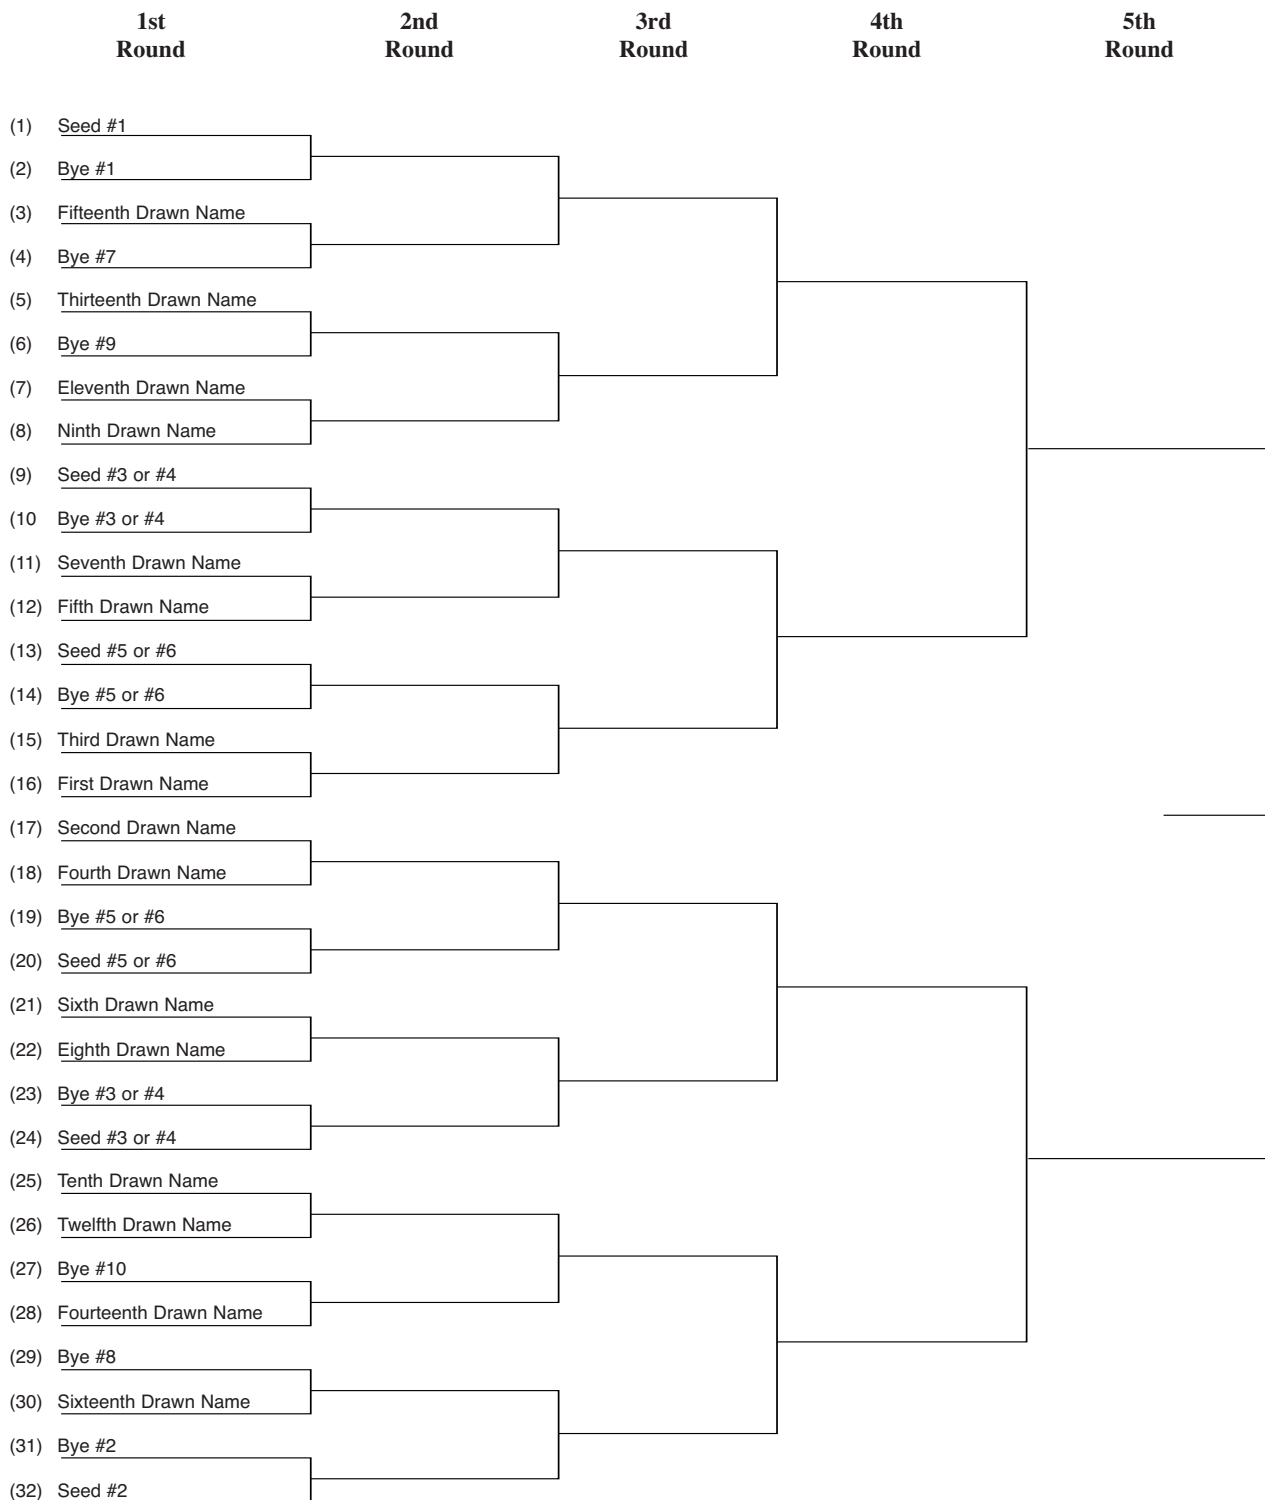 1st 2nd 3rd 4th 5th
Round Round Round Round Round
(1) Seed #1
(2) Bye #1
(3) Fifteenth Drawn Name
(4) Bye #7
(5) Thirteenth Drawn Name
(6) Bye #9
(7) Eleventh Drawn Name
(8) Ninth Drawn Name
(9) Seed #3 or #4
(10 Bye #3 or #4
(11) Seventh Drawn Name
(12) Fifth Drawn Name
(13) Seed #5 or #6
(14) Bye #5 or #6
(15) Third Drawn Name
(16) First Drawn Name
(17) Second Drawn Name
(18) Fourth Drawn Name
(19) Bye #5 or #6
(20) Seed #5 or #6
(21) Sixth Drawn Name
(22) Eighth Drawn Name
(23) Bye #3 or #4
(24) Seed #3 or #4
(25) Tenth Drawn Name
(26) Twelfth Drawn Name
(27) Bye #10
(28) Fourteenth Drawn Name
(29) Bye #8
(30) Sixteenth Drawn Name
(31) Bye #2
(32) Seed #2